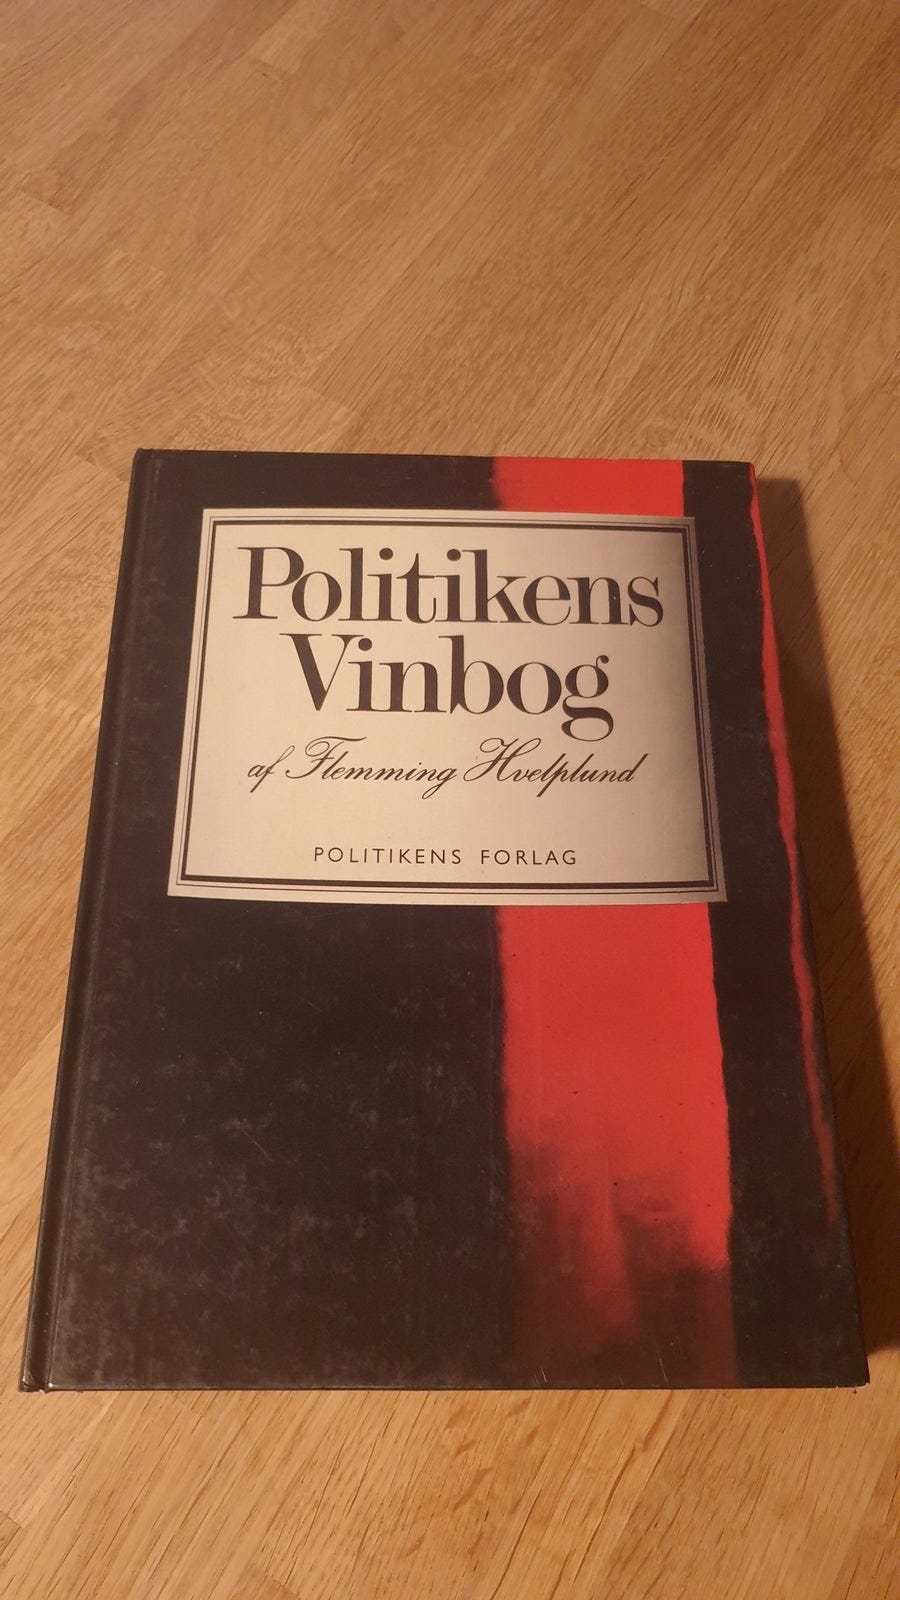 Politikens
Vinbog
af Flemming Hvelplund
POLITIKENS FORLAG